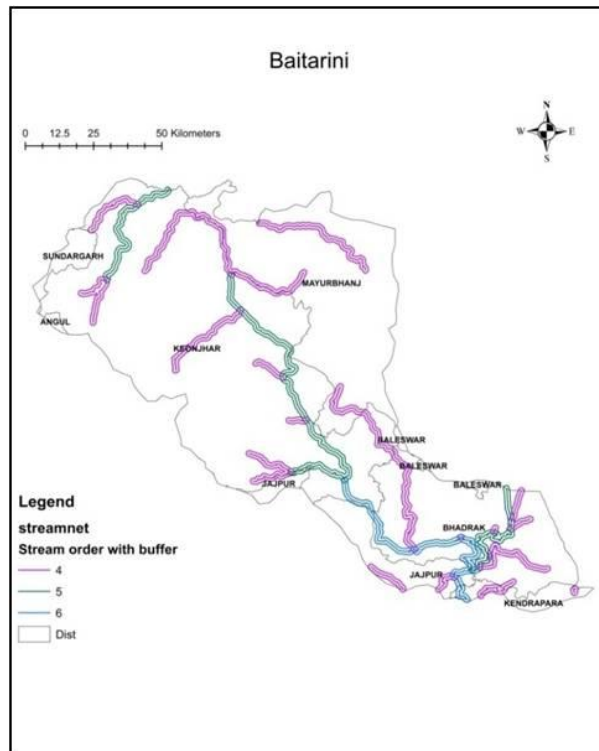 Baitarini
N
W E
S
0 12.5 25 50 Kilometers
SUNDARGARH
MAYURBHANJ
ANGUL
KEONJHAR
BALESWAR
BALESWAR
JAJPUR
BALESWAR
BHADRAK
JAJPUR
KENDRAPARA
Legend
streamnet
Stream order with buffer
4
5
6
Dist